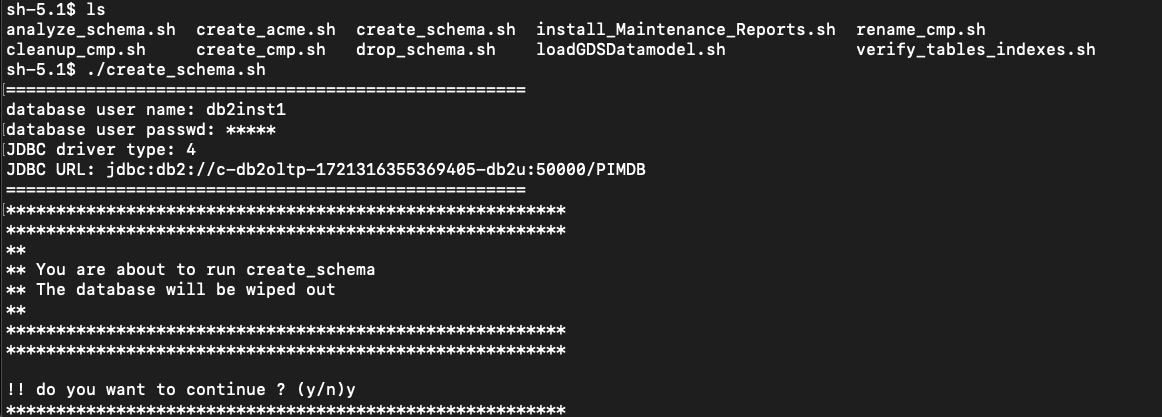 sh-5.1$ ls
analyze_schema.sh  create_acme.sh  create_schema.sh  install_Maintenance_Reports.sh  rename_cmp.sh
cleanup_cmp.sh     create_cmp.sh   drop_schema.sh    loadGDSDatamodel.sh             verify_tables_indexes.sh
sh-5.1$ ./create_schema.sh
====================================================
database user name: db2inst1
database user passwd: *****
JDBC driver type: 4
JDBC URL: jdbc:db2://c-db2oltp-1721316355369405-db2u:50000/PIMDB
====================================================
********************************************************
********************************************************
**
** You are about to run create_schema
** The database will be wiped out
**
********************************************************
********************************************************
!! do you want to continue ? (y/n)y
********************************************************